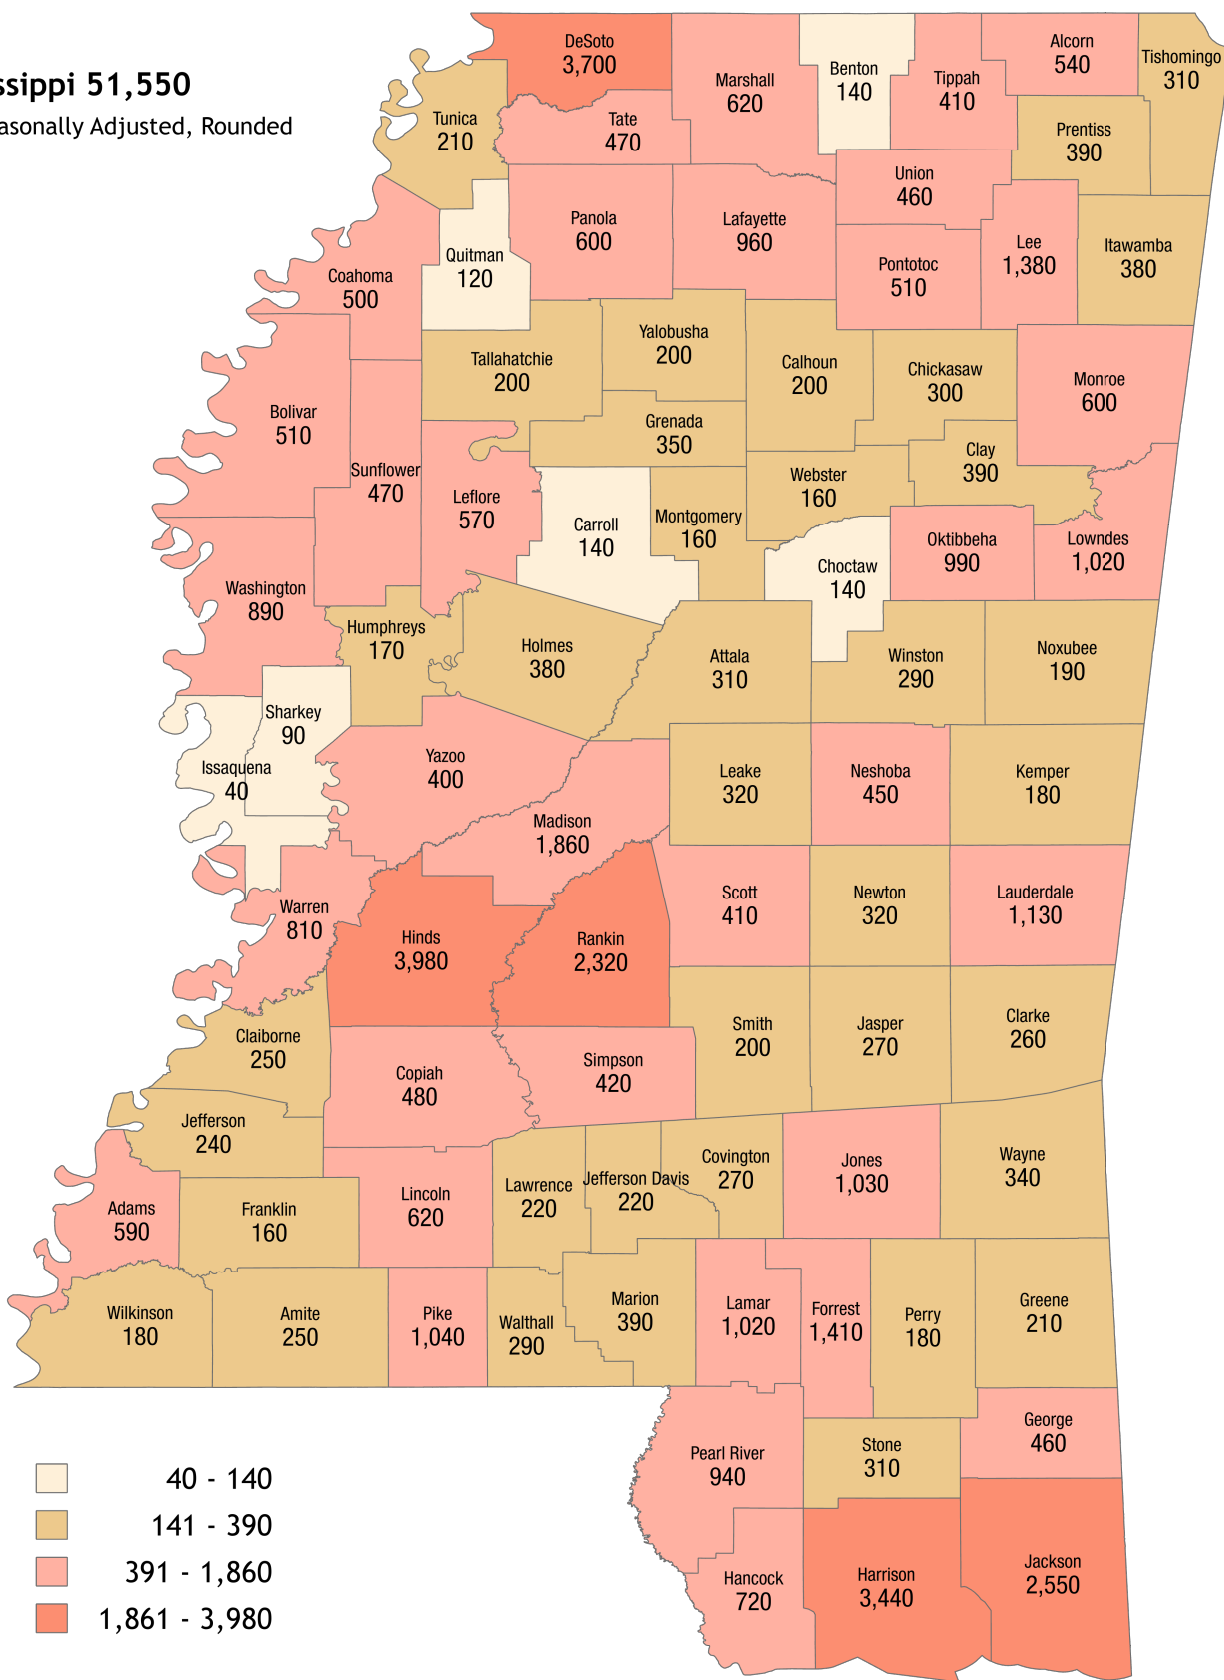 ssippi 51,550
asonally Adjusted, Rounded
DeSoto
3,700
Marshall
620
Benton
140
Tippah
410
Alcorn
540
Tishomingo
310
Tunica
210
Tate
470
Prentiss
390
Union
460
Panola
600
Lafayette
960
Quitman
120
Coahoma
500
Pontotoc
510
Lee
1,380
Itawamba
380
Tallahatchie
200
Yalobusha
200
Calhoun
200
Chickasaw
300
Monroe
600
Bolivar
510
Sunflower
470
Grenada
350
Clay
390
Leflore
570
Carroll
140
Montgomery
160
Webster
160
Oktibbeha
990
Lowndes
1,020
Choctaw
140
Washington
890
Humphreys
170
Holmes
380
Attala
310
Winston
290
Noxubee
190
Sharkey
90
Issaquena
40
Yazoo
400
Leake
320
Neshoba
450
Kemper
180
Madison
1,860
Warren
810
Hinds
3,980
Rankin
2,320
Scott
410
Newton
320
Lauderdale
1,130
Claiborne
250
Copiah
480
Simpson
420
Smith
200
Jasper
270
Clarke
260
Jefferson
240
Adams
590
Franklin
160
Lincoln
620
Lawrence
220
Jefferson Davis
220
Covington
270
Jones
1,030
Wayne
340
Wilkinson
180
Amite
250
Pike
1,040
Walthall
290
Marion
390
Lamar
1,020
Forrest
1,410
Perry
180
Greene
210
Pearl River
940
Stone
310
George
460
Hancock
720
Harrison
3,440
Jackson
2,550
40 - 140
141 - 390
391 - 1,860
1,861 - 3,980